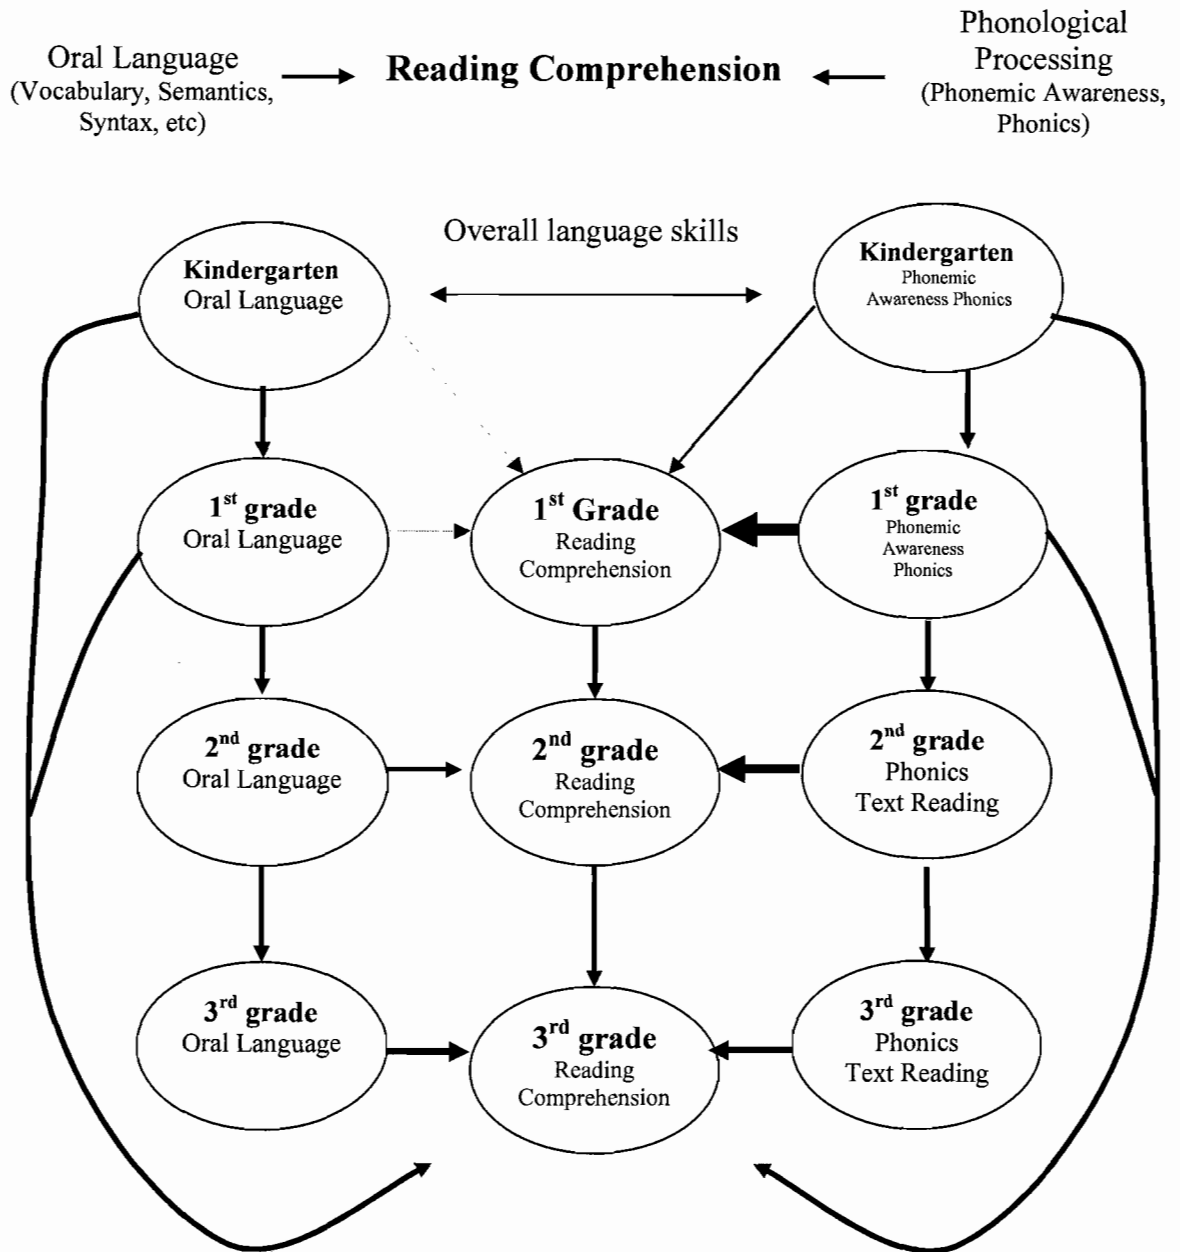 Oral Language
(Vocabulary, Semantics,
Syntax, etc)
Reading Comprehension
Phonological
Processing
(Phonemic Awareness,
Phonics)
Overall language skills
Kindergarten
Oral Language
Kindergarten
Phonemic
Awareness Phonics
1st grade
Oral Language
1st Grade
Reading
Comprehension
1st grade
Phonemic
Awareness
Phonics
2nd grade
Oral Language
2nd grade
Reading
Comprehension
2nd grade
Phonics
Text Reading
3rd grade
Oral Language
3rd grade
Reading
Comprehension
3rd grade
Phonics
Text Reading